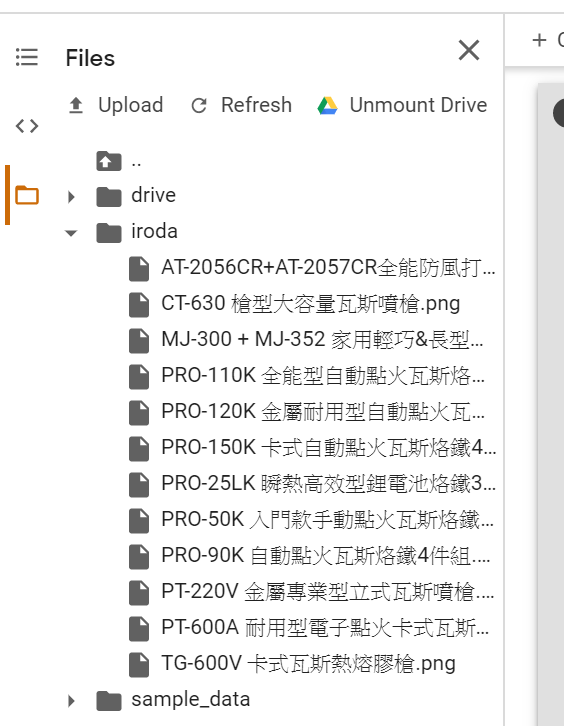 Files
Upload Refresh Unmount Drive
..
drive
iroda
AT-2056CR+AT-2057CR全能防風打...
CT-630 槍型大容量瓦斯噴槍.png
MJ-300 + MJ-352 家用輕巧&長型...
PRO-110K 全能型自動點火瓦斯烙...
PRO-120K 金屬耐用型自動點火瓦...
PRO-150K 卡式自動點火瓦斯烙鐵4...
PRO-25LK 瞬熱高效型鋰電池烙鐵3...
PRO-50K 入門款手動點火瓦斯烙鐵...
PRO-90K 自動點火瓦斯烙鐵4件組....
PT-220V 金屬專業型立式瓦斯噴槍....
PT-600A 耐用型電子點火卡式瓦斯...
TG-600V 卡式瓦斯熱熔膠槍.png
sample_data